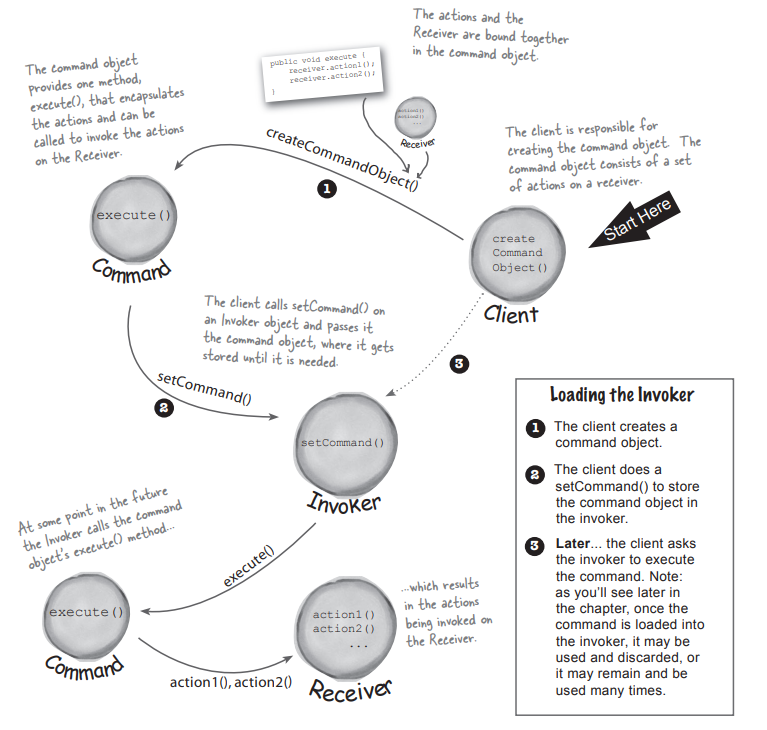 The actions and the
Receiver are bound together
in the command object.
public void execute {
receiver.action1();
receiver.action2();
}
The command object
provides one method,
execute(), that encapsulates
the actions and can be
called to invoke the actions
on the Receiver.
action1()
action2()
...
Receiver
The client is responsible for
creating the command object. The
command object consists of a set
of actions on a receiver.
createCommandObject()
1
Start Here
execute()
Command
create
Command
Object()
Client
The client calls setCommand() on
an Invoker object and passes it
the command object, where it gets
stored until it is needed.
3
setCommand()
2
setCommand()
Invoker
At some point in the future
the Invoker calls the command
object's execute() method...
execute()
execute()
Command
action1(), action2()
action1()
action2()
...
Receiver
...which results
in the actions
being invoked on
the Receiver.
Loading the Invoker
1 The client creates a
command object.
2 The client does a
setCommand() to store
the command object in
the invoker.
3 Later... the client asks
the invoker to execute
the command. Note:
as you'll see later in
the chapter, once the
command is loaded into
the invoker, it may be
used and discarded, or
it may remain and be
used many times.